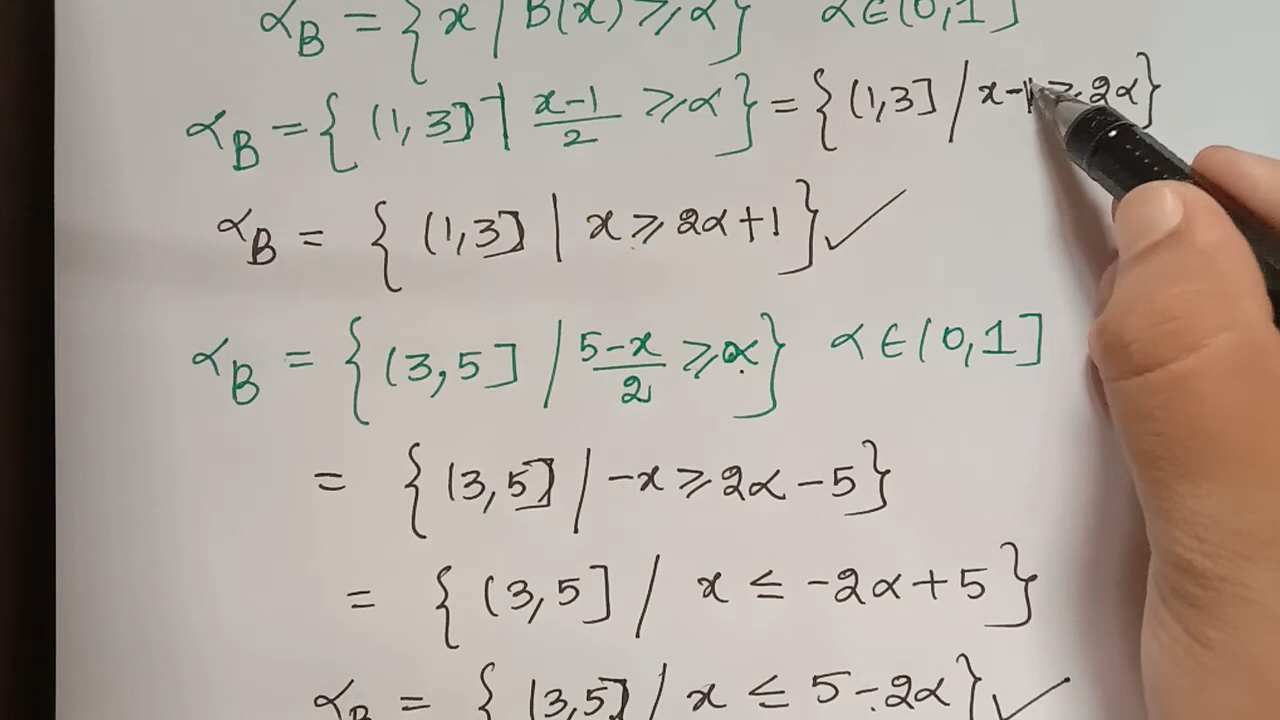 αB = { x / B(x) ≥ α } α ∈ (0,1]
αB = { (1,3] | x-1/2 ≥ α } = { (1,3] / x-1 ≥ 2α }
αB = { (1,3] | x ≥ 2α+1 } ✓
αB = { (3,5] / 5-x/2 ≥ α } α ∈ (0,1]
= { (3,5] / -x ≥ 2α-5 }
= { (3,5] / x ≤ -2α+5 }
αB = { (3,5] / x ≤ 5-2α } ✓